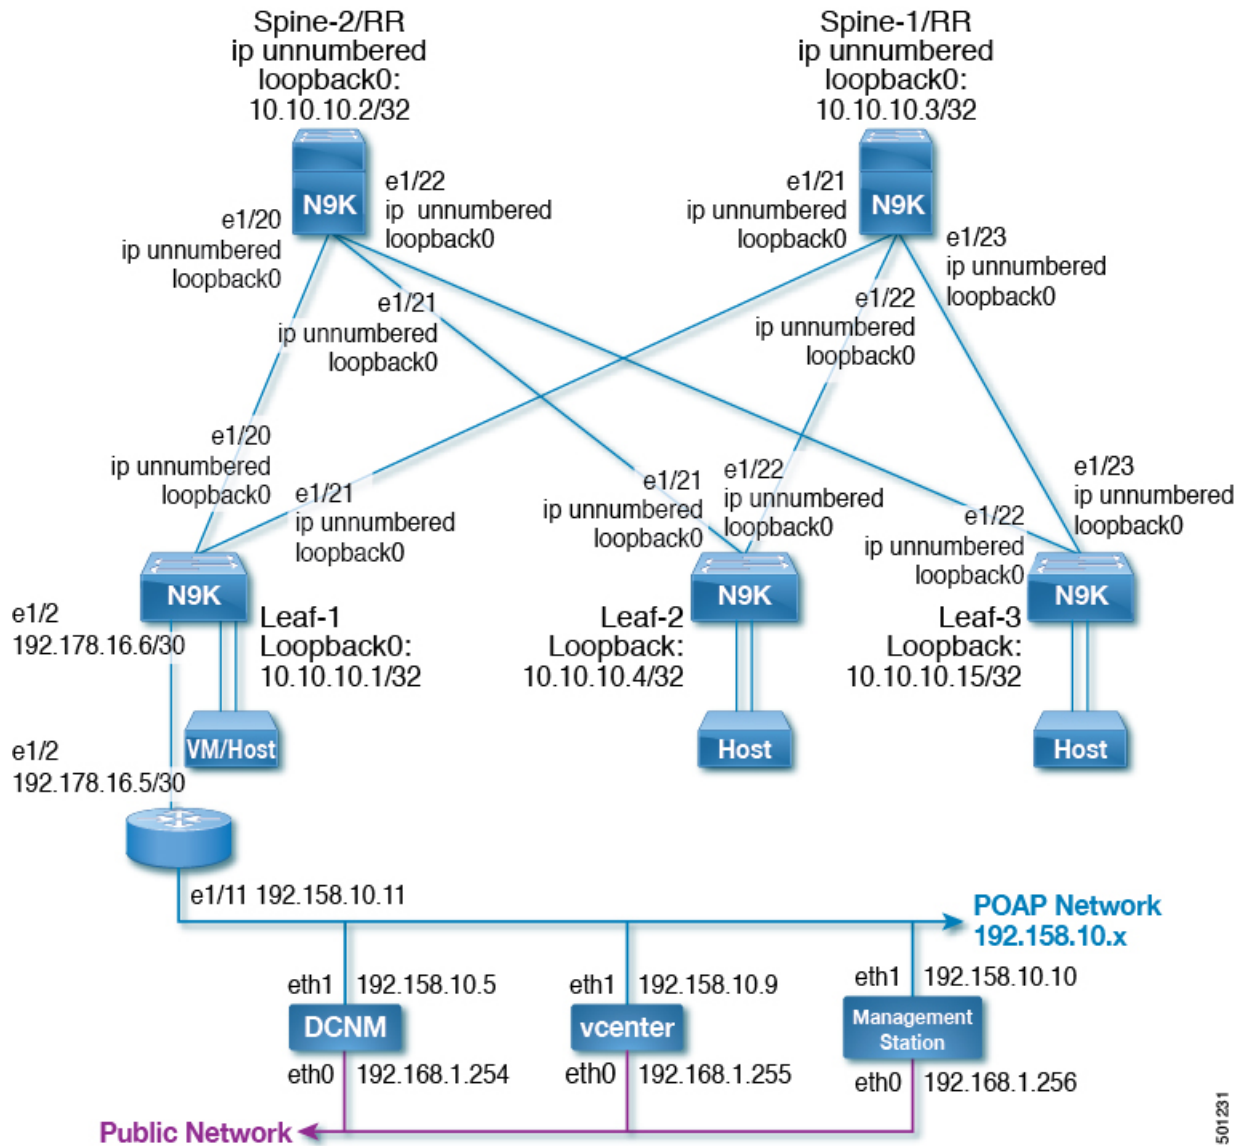 Spine-2/RR
ip unnumbered
loopback0:
10.10.10.2/32
Spine-1/RR
ip unnumbered
loopback0:
10.10.10.3/32
N9K
e1/20
ip unnumbered
loopback0
e1/22
ip unnumbered
loopback0
e1/21
ip unnumbered
loopback0
N9K
e1/21
ip unnumbered
loopback0
e1/23
ip unnumbered
loopback0
e1/22
ip unnumbered
loopback0
e1/20
ip unnumbered
loopback0
e1/21
ip unnumbered
loopback0
e1/21
ip unnumbered
loopback0
e1/22
ip unnumbered
loopback0
e1/22
ip unnumbered
loopback0
e1/23
ip unnumbered
loopback0
N9K
Leaf-1
Loopback0:
10.10.10.1/32
N9K
Leaf-2
Loopback:
10.10.10.4/32
N9K
Leaf-3
Loopback:
10.10.10.15/32
e1/2
192.178.16.6/30
VM/Host
Host
Host
e1/2
192.178.16.5/30
e1/11 192.158.10.11
POAP Network
192.158.10.x
eth1 192.158.10.5
DCNM
eth0 192.168.1.254
eth1 192.158.10.9
vcenter
eth0 192.168.1.255
eth1 192.158.10.10
Management
Station
eth0 192.168.1.256
Public Network
501231